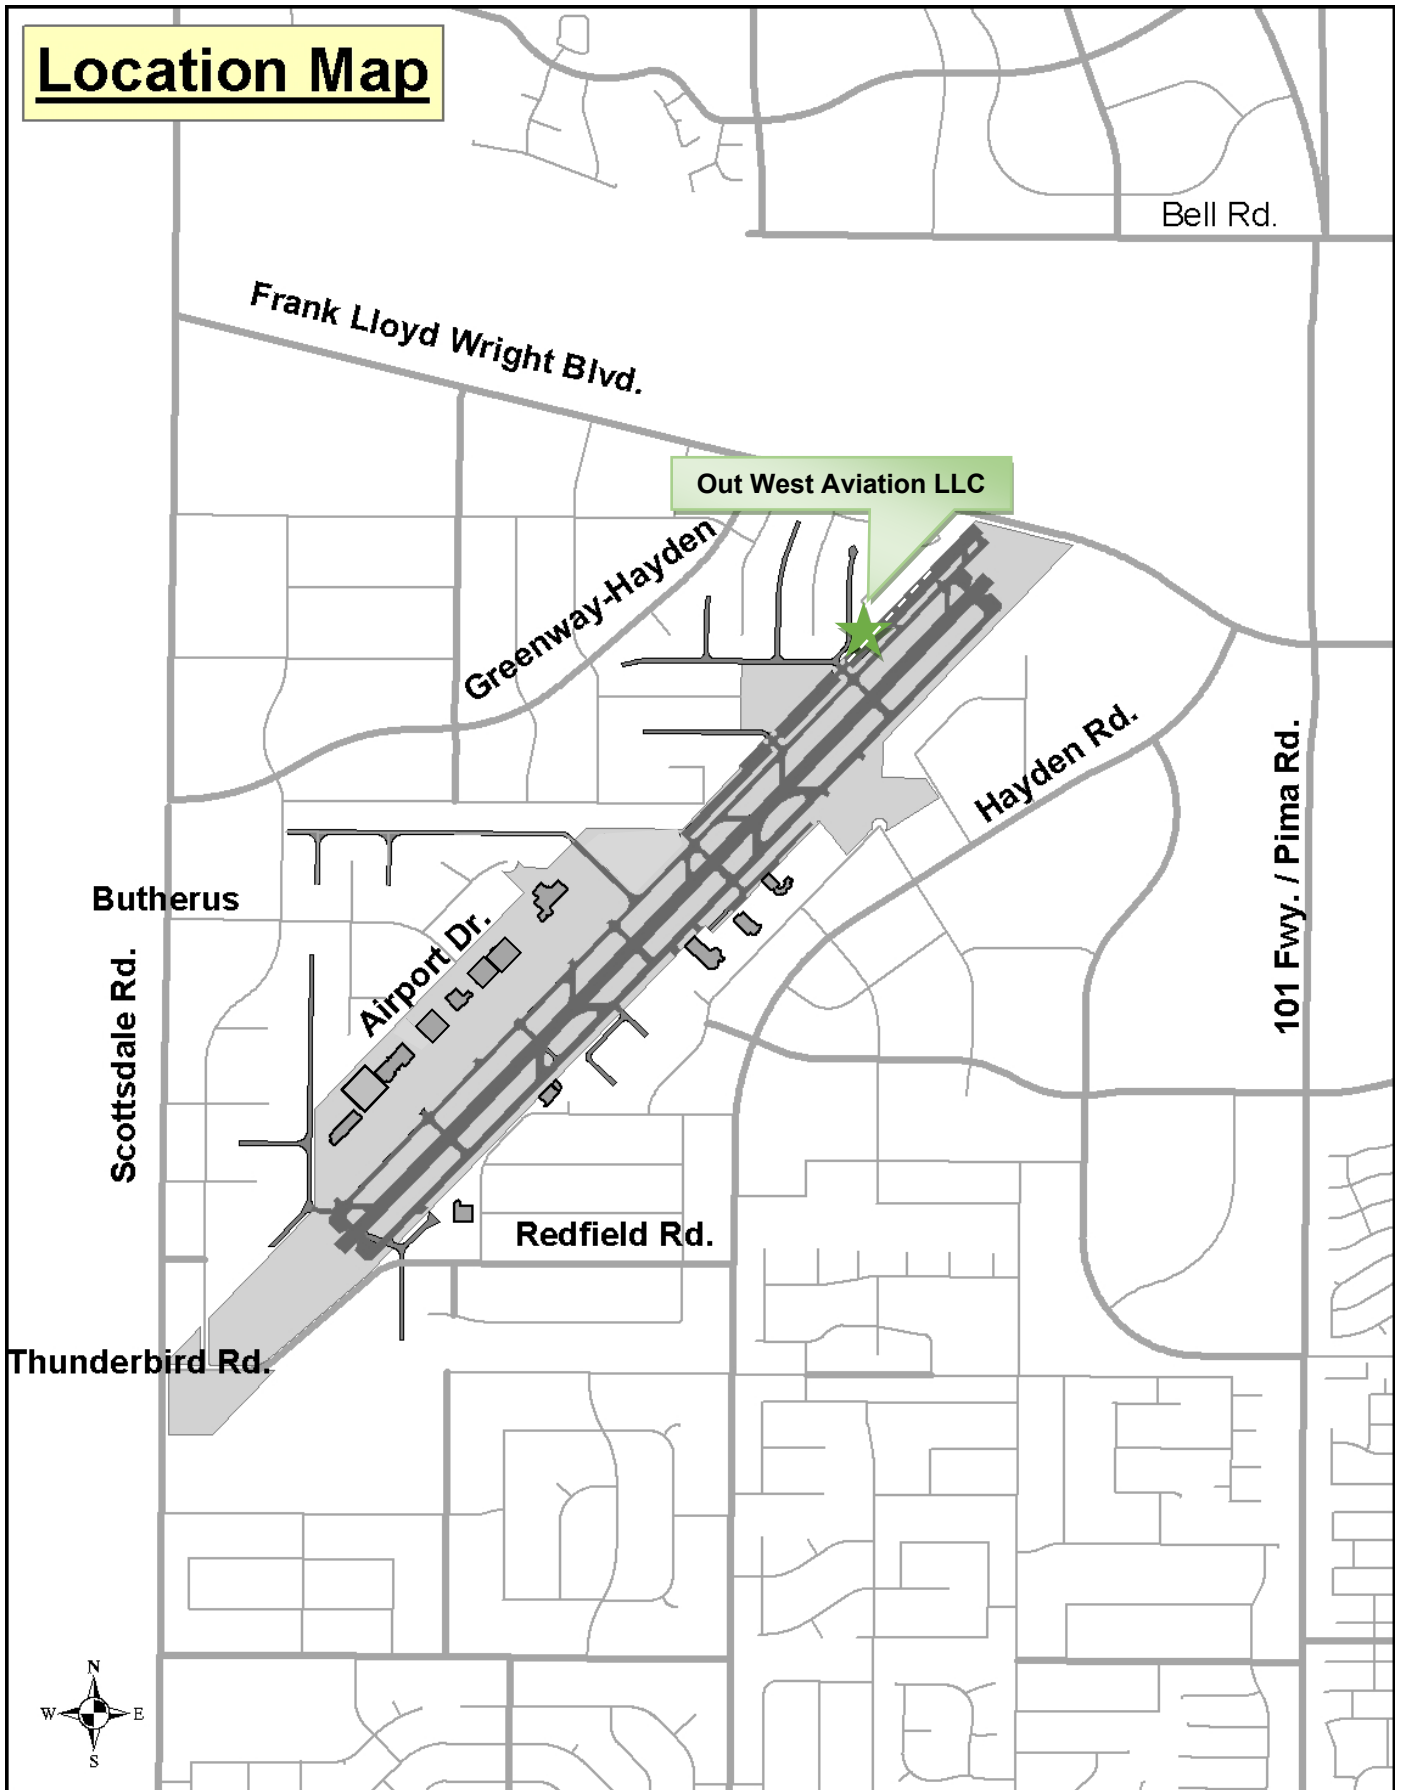 Location Map
Bell Rd.
Frank Lloyd Wright Blvd.
Out West Aviation LLC
Greenway-Hayden
Hayden Rd.
101 Fwy. / Pima Rd.
Butherus
Airport Dr.
Scottsdale Rd.
Redfield Rd.
Thunderbird Rd.
N
W E
S